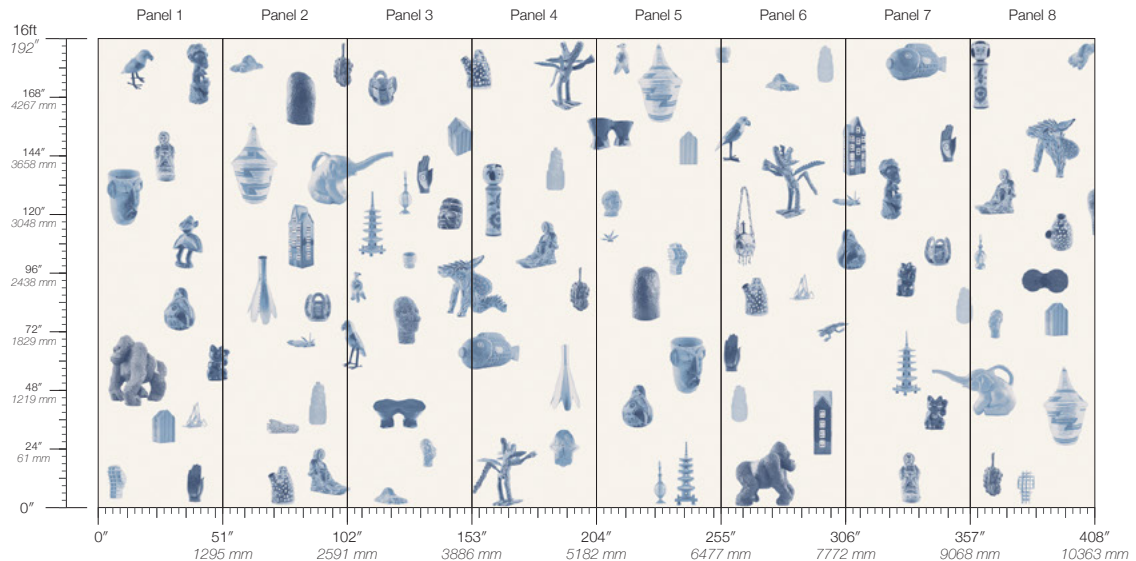 Panel 1 Panel 2 Panel 3 Panel 4 Panel 5 Panel 6 Panel 7 Panel 8
16ft
192″
168″
4267 mm
144″
3658 mm
120″
3048 mm
96″
2438 mm
72″
1829 mm
48″
1219 mm
24″
61 mm
0″
0″ 51″ 102″ 153″ 204″ 255″ 306″ 357″ 408″
1295 mm 2591 mm 3886 mm 5182 mm 6477 mm 7772 mm 9068 mm 10363 mm